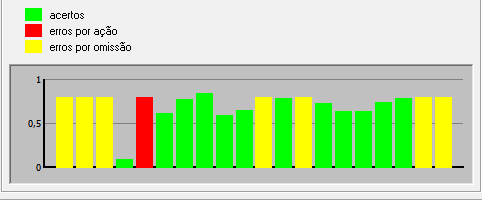 acertos
erros por ação
erros por omissão
1
0,5
0